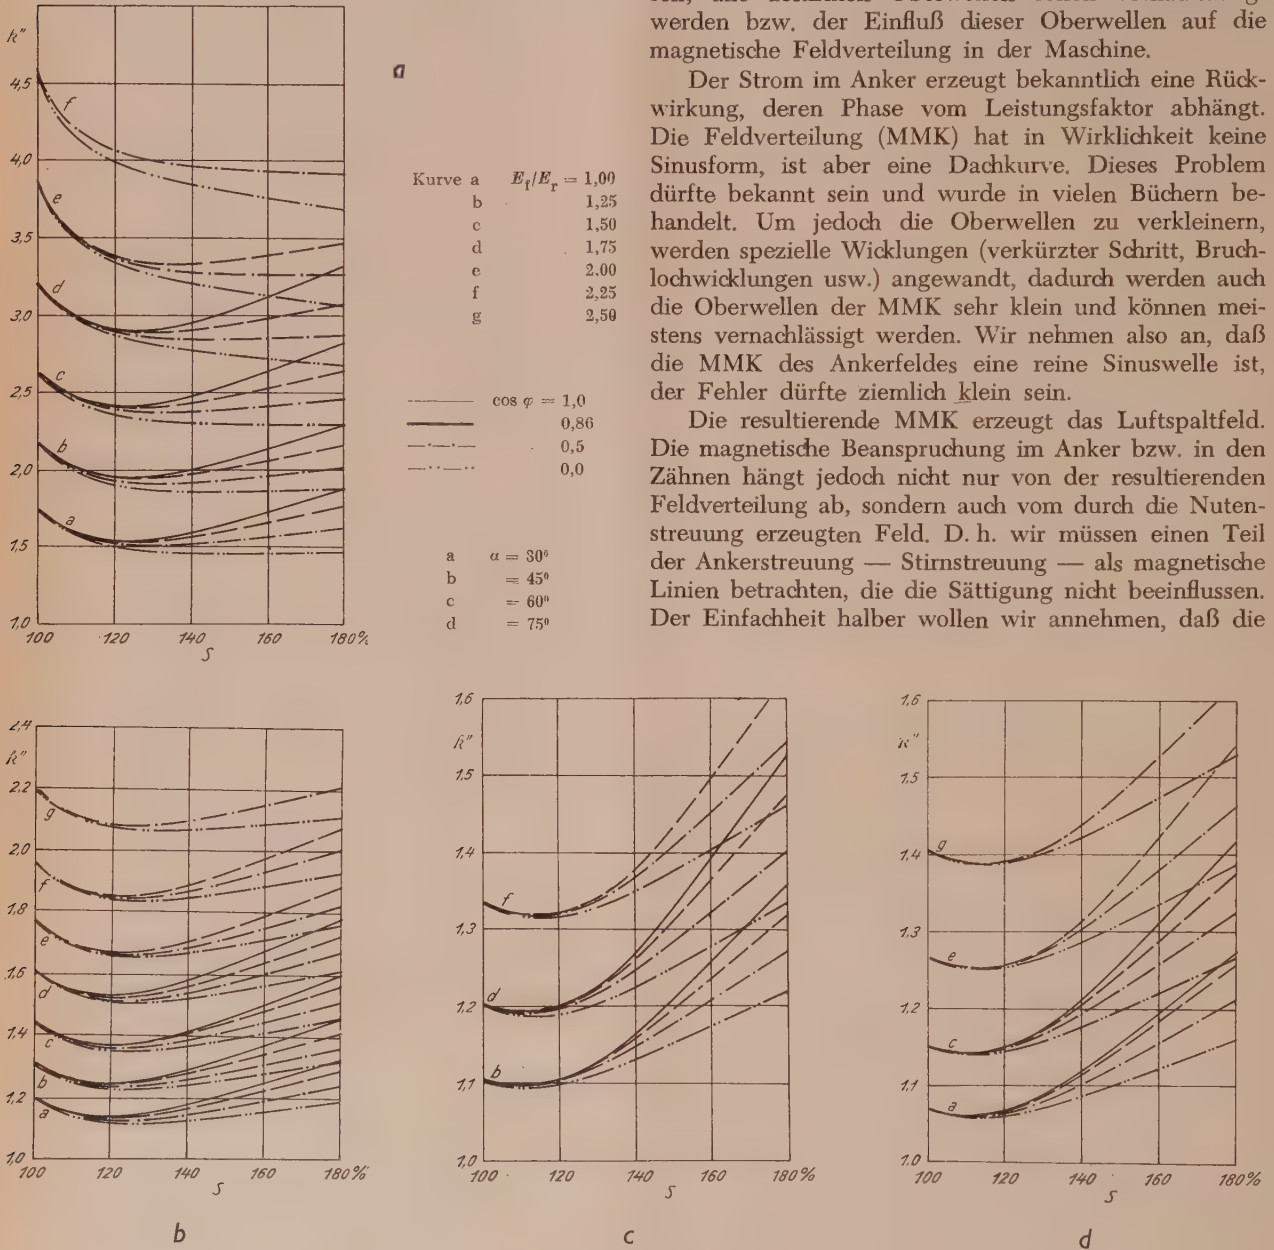 werden bzw. der Einfluß dieser Oberwellen auf die
magnetische Feldverteilung in der Maschine.
Der Strom im Anker erzeugt bekanntlich eine Rück-
wirkung, deren Phase vom Leistungsfaktor abhängt.
Die Feldverteilung (MMK) hat in Wirklichkeit keine
Sinusform, ist aber eine Dachkurve. Dieses Problem
dürfte bekannt sein und wurde in vielen Büchern be-
handelt. Um jedoch die Oberwellen zu verkleinern,
werden spezielle Wicklungen (verkürzter Schritt, Bruch-
lochwicklungen usw.) angewandt, dadurch werden auch
die Oberwellen der MMK sehr klein und können mei-
stens vernachlässigt werden. Wir nehmen also an, daß
die MMK des Ankerfeldes eine reine Sinuswelle ist,
der Fehler dürfte ziemlich klein sein.
Die resultierende MMK erzeugt das Luftspaltfeld.
Die magnetische Beanspruchung im Anker bzw. in den
Zähnen hängt jedoch nicht nur von der resultierenden
Feldverteilung ab, sondern auch vom durch die Nuten-
streuung erzeugten Feld. D. h. wir müssen einen Teil
der Ankerstreuung — Stirnstreuung — als magnetische
Linien betrachten, die die Sättigung nicht beeinflussen.
Der Einfachheit halber wollen wir annehmen, daß die
a
Kurve a E_f/E_r = 1,00
b 1,25
c 1,50
d 1,75
e 2.00
f 2,25
g 2,50
cos φ = 1,0
0,86
0,5
0,0
a α = 30°
b = 45°
c = 60°
d = 75°
k"
4,5
4,0
3,5
3,0
2,5
2,0
1,5
1,0
f
e
d
c
b
a
100 120 140 160 180%
S
2,4
k"
2,2
2,0
1,8
1,6
1,4
1,2
1,0
g
f
e
d
c
b
a
100 120 140 160 180%
S
b
1,6
k"
1,5
1,4
1,3
1,2
1,1
1,0
f
d
b
100 120 140 160 180%
S
c
1,6
k"
1,5
1,4
1,3
1,2
1,1
1.0
g
e
c
a
100 120 140 160 180%
S
d